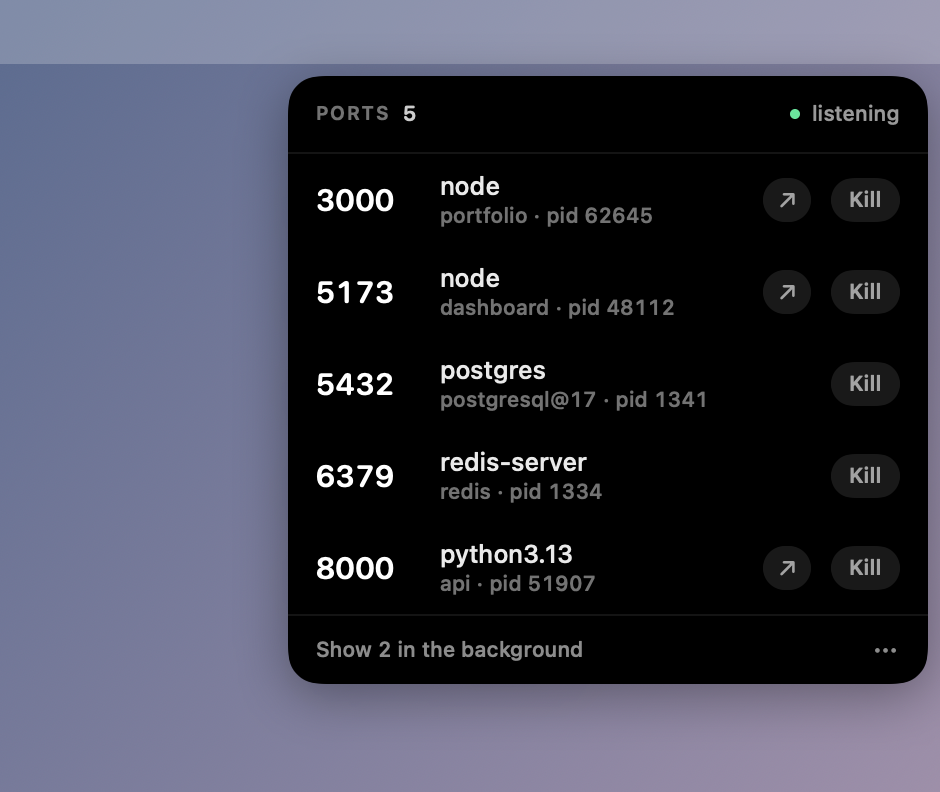 PORTS 5
listening
3000
node
portfolio · pid 62645
Kill
5173
node
dashboard · pid 48112
Kill
5432
postgres
postgresql@17 · pid 1341
Kill
6379
redis-server
redis · pid 1334
Kill
8000
python3.13
api · pid 51907
Kill
Show 2 in the background